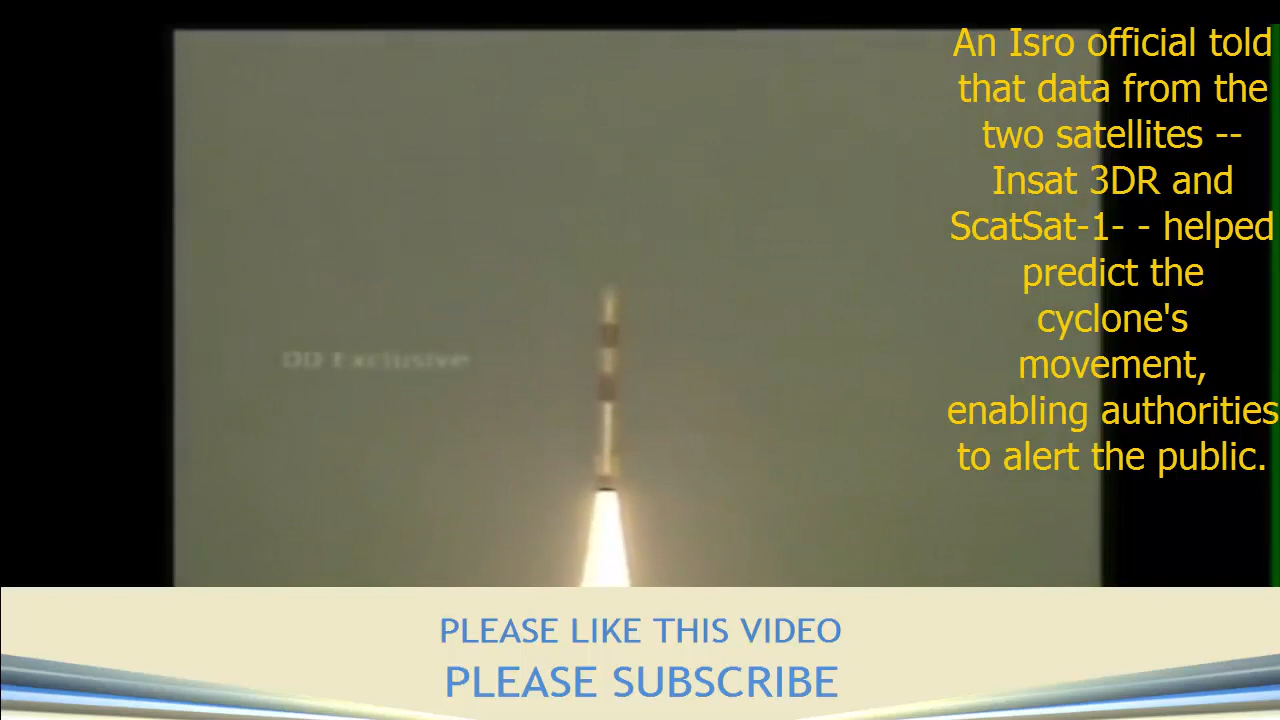 An Isro official told
that data from the
two satellites --
Insat 3DR and
ScatSat-1- - helped
predict the
cyclone's
movement,
enabling authorities
to alert the public.
DD Exclusive
PLEASE LIKE THIS VIDEO
PLEASE SUBSCRIBE